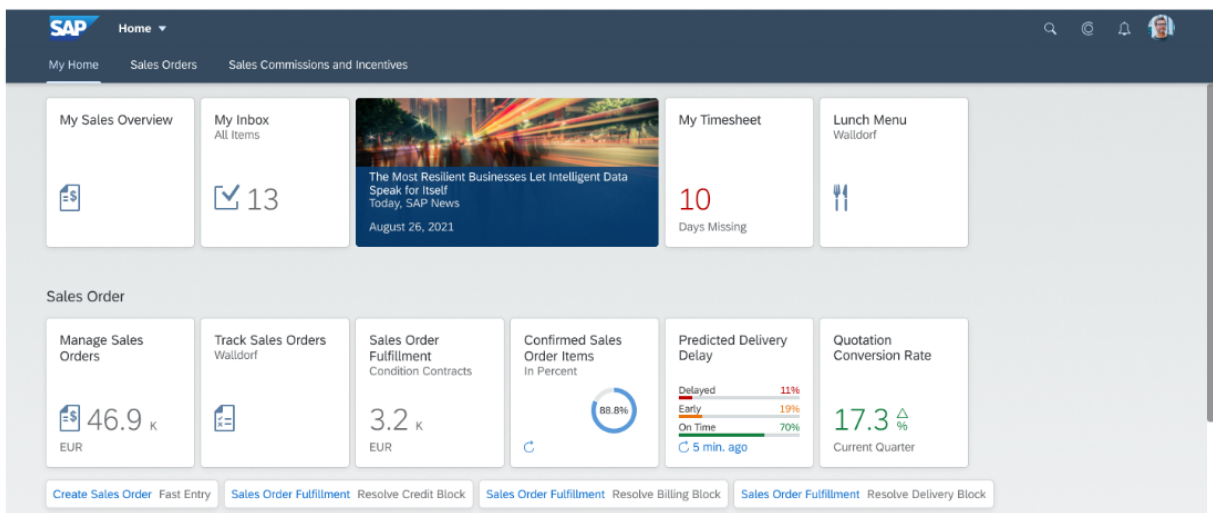 SAP
Home
My Home Sales Orders Sales Commissions and Incentives
My Sales Overview
My Inbox
All Items
13
The Most Resilient Businesses Let Intelligent Data
Speak for Itself
Today, SAP News
August 26, 2021
My Timesheet
10
Days Missing
Lunch Menu
Walldorf
Sales Order
Manage Sales
Orders
46.9 K
EUR
Track Sales Orders
Walldorf
Sales Order
Fulfillment
Condition Contracts
3.2 K
EUR
Confirmed Sales
Order Items
In Percent
88.8%
Predicted Delivery
Delay
Delayed 11%
Early 19%
On Time 70%
5 min. ago
Quotation
Conversion Rate
17.3 %
Current Quarter
Create Sales Order Fast Entry
Sales Order Fulfillment Resolve Credit Block
Sales Order Fulfillment Resolve Billing Block
Sales Order Fulfillment Resolve Delivery Block